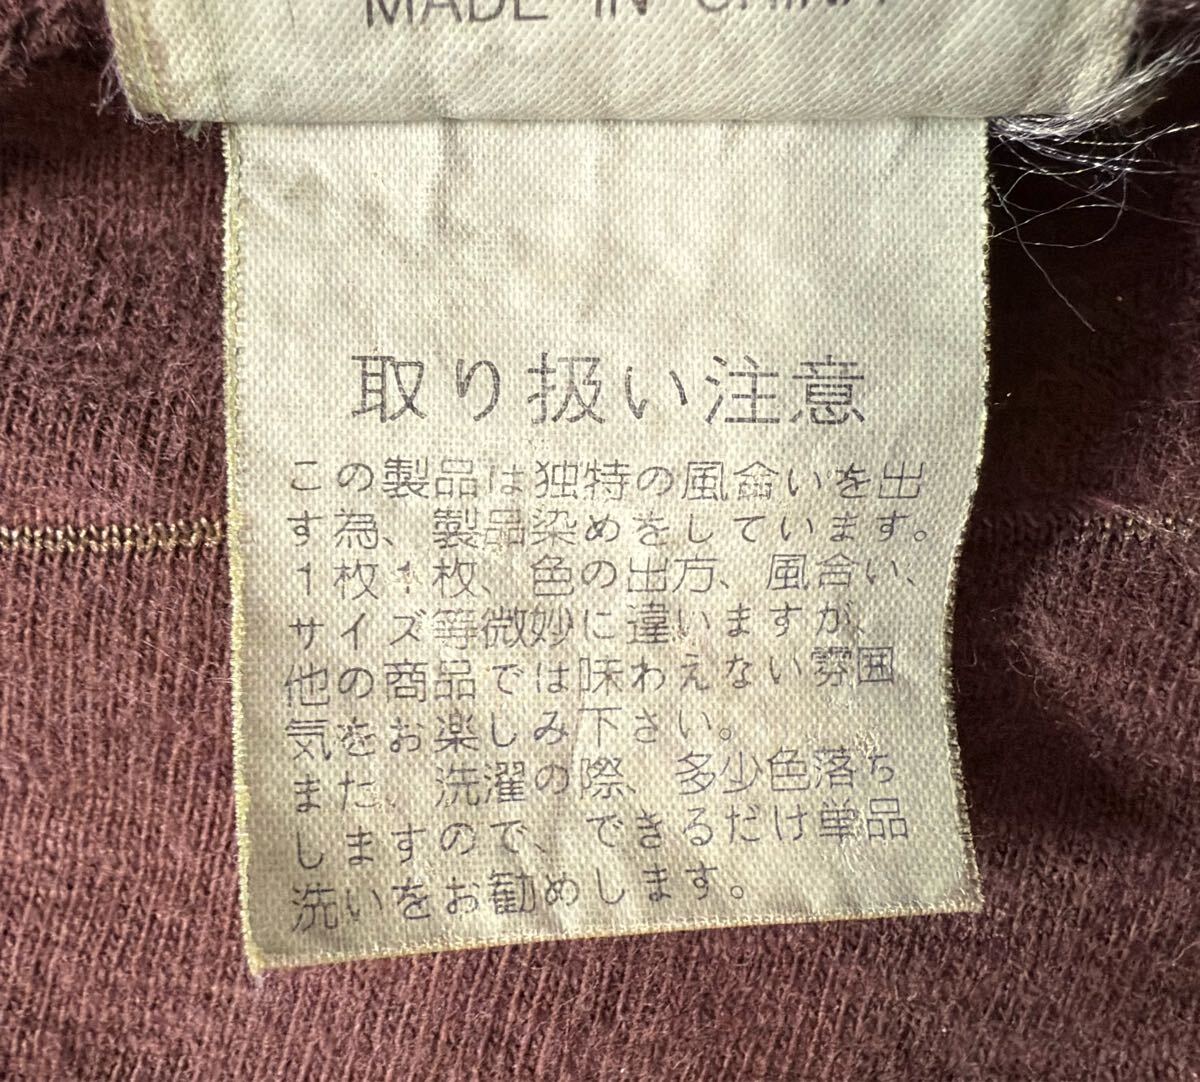 MADE IN CHINA
取り扱い注意
この製品は独特の風合いを出
す為、製品染めをしています。
1枚1枚、色の出方、風合い、
サイズ等微妙に違いますが、
他の商品では味わえない雰囲
気をお楽しみ下さい。
また、洗濯の際、多少色落ち
しますので、できるだけ単品
洗いをお勧めします。